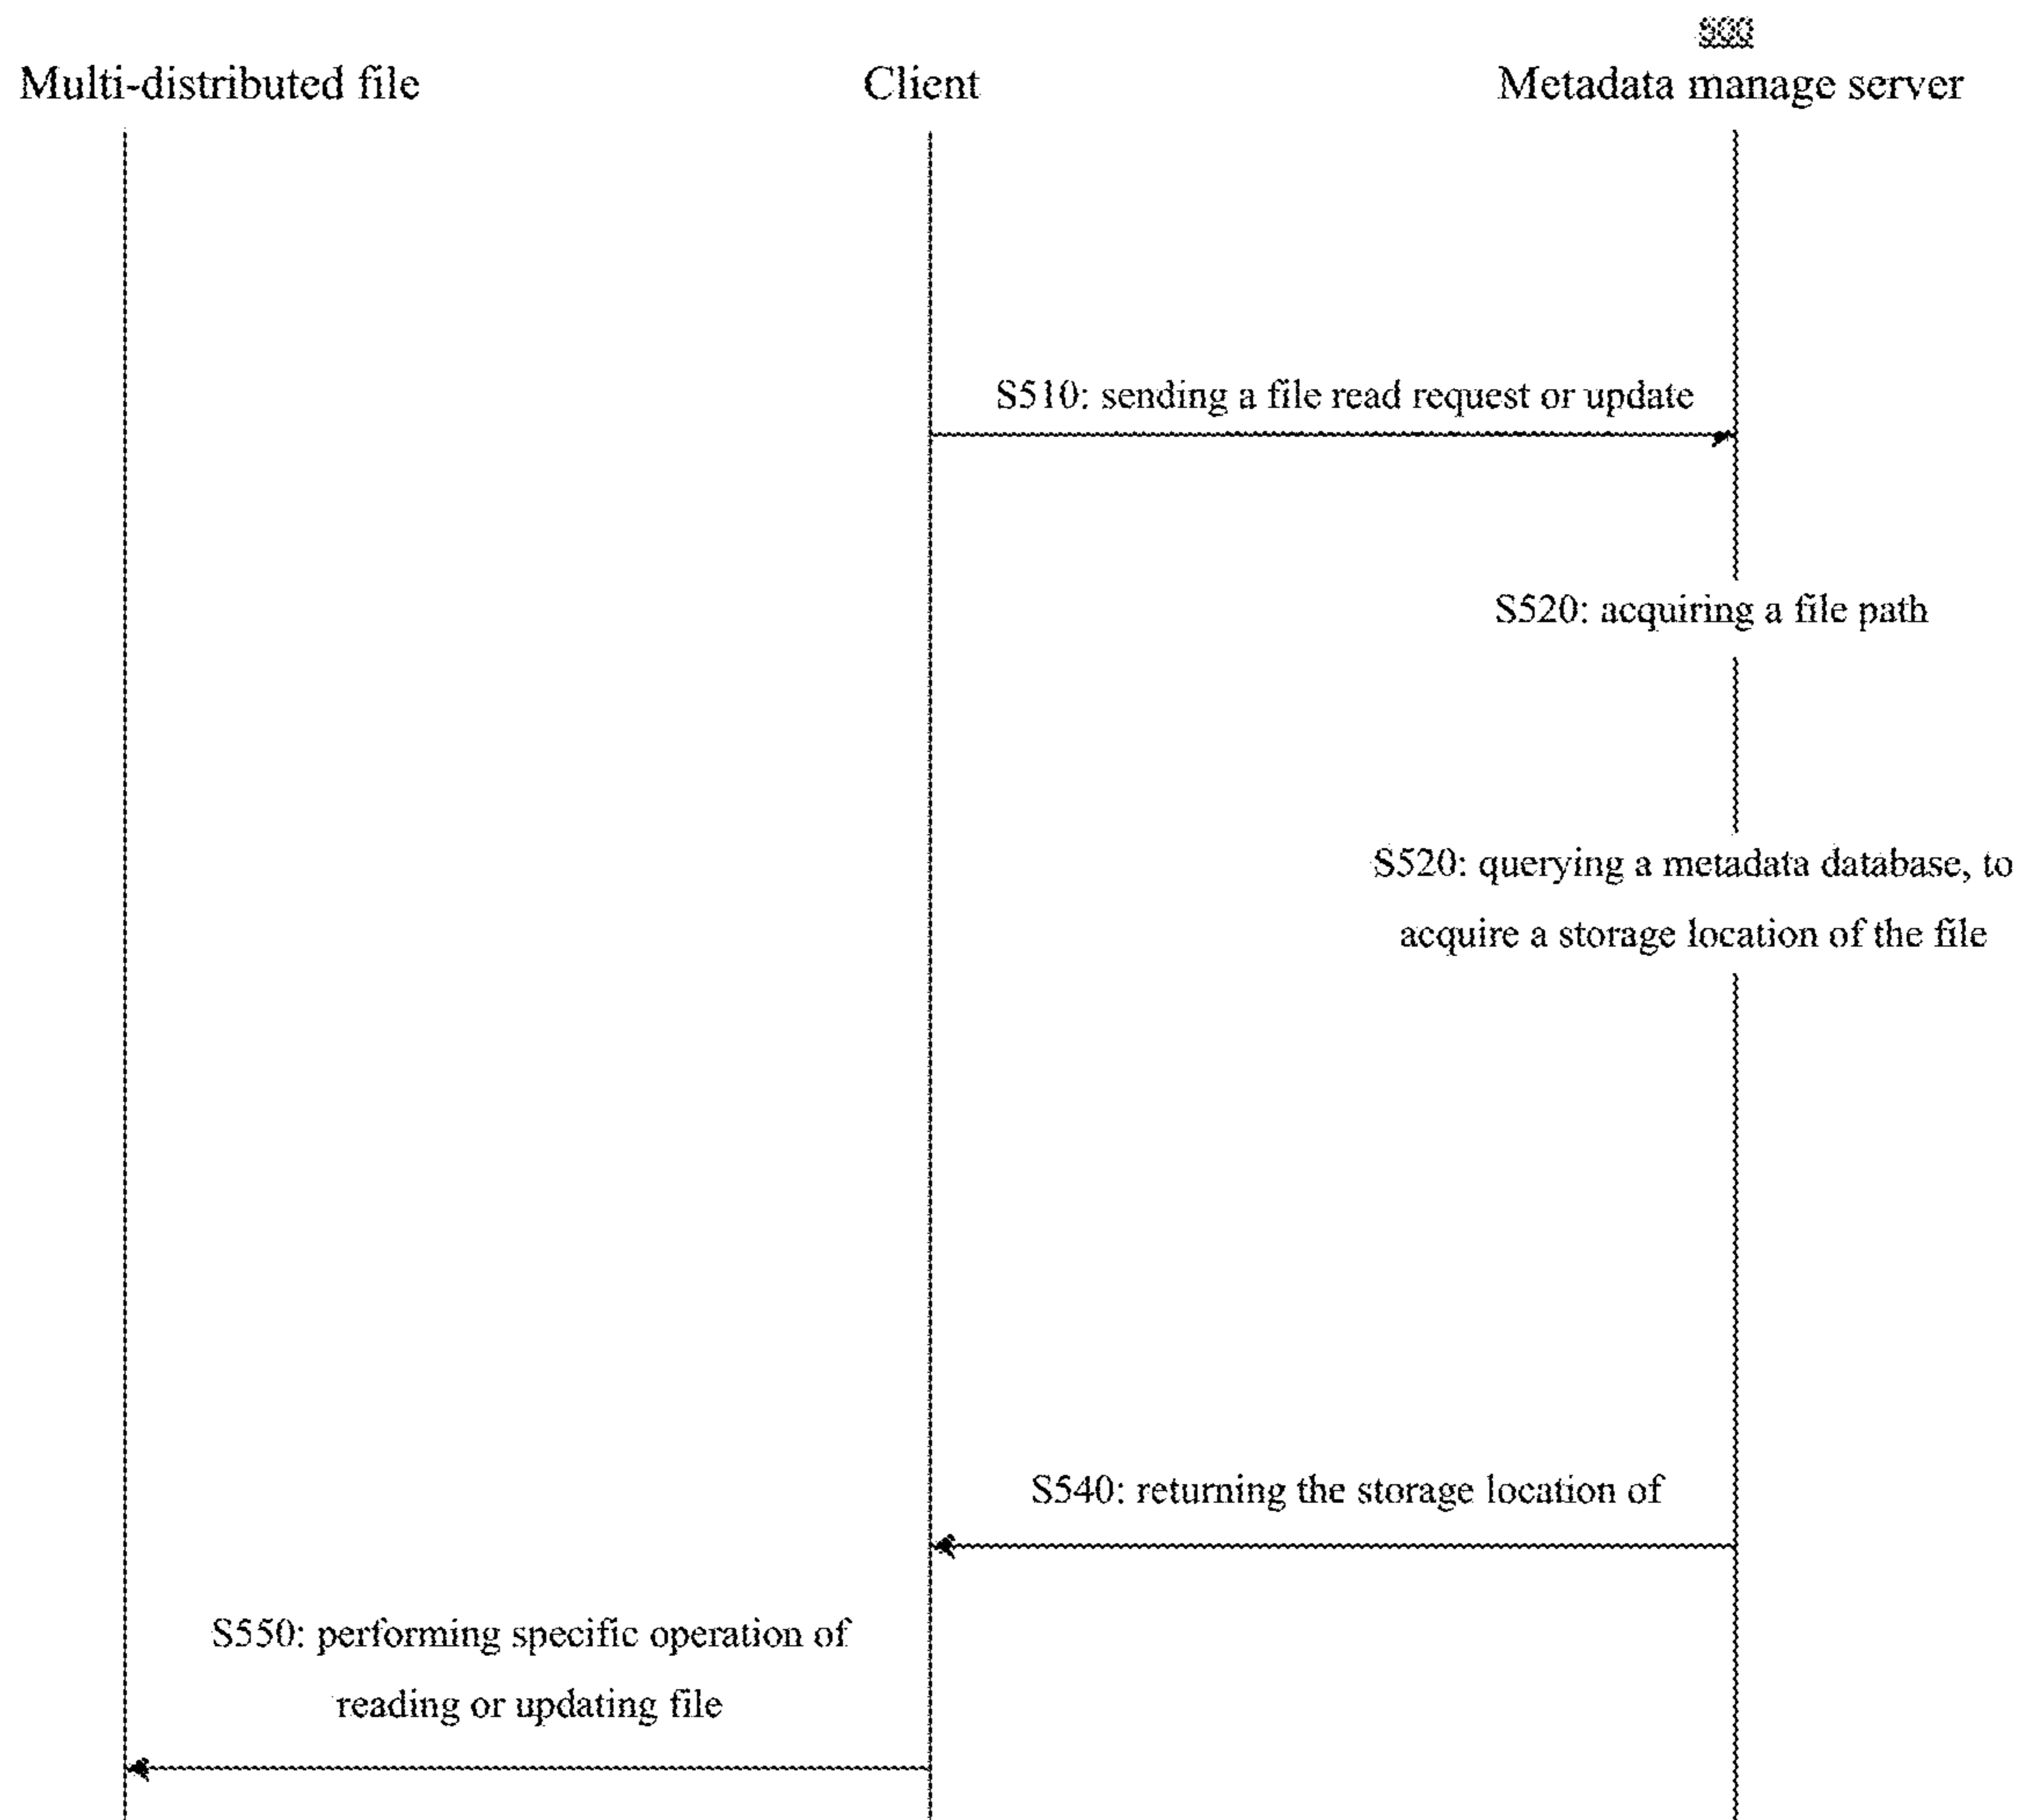 Multi-distributed file
Client
Metadata manage server
S510: sending a file read request or update
S520: acquiring a file path
S520: querying a metadata database, to
acquire a storage location of the file
S540: returning the storage location of
S550: performing specific operation of
reading or updating file